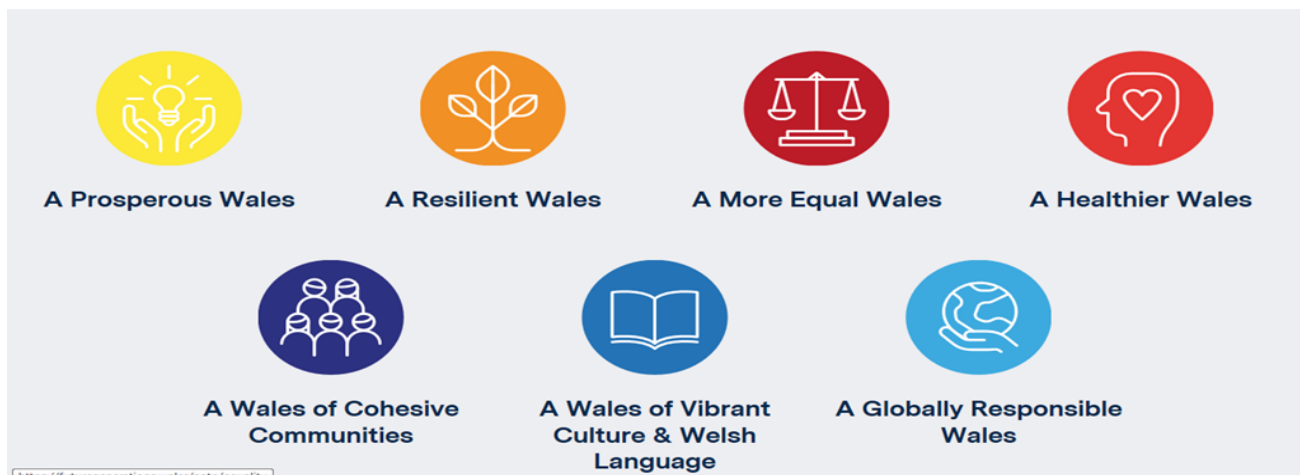 A Prosperous Wales
A Resilient Wales
A More Equal Wales
A Healthier Wales
A Wales of Cohesive
Communities
A Wales of Vibrant
Culture & Welsh
Language
A Globally Responsible
Wales